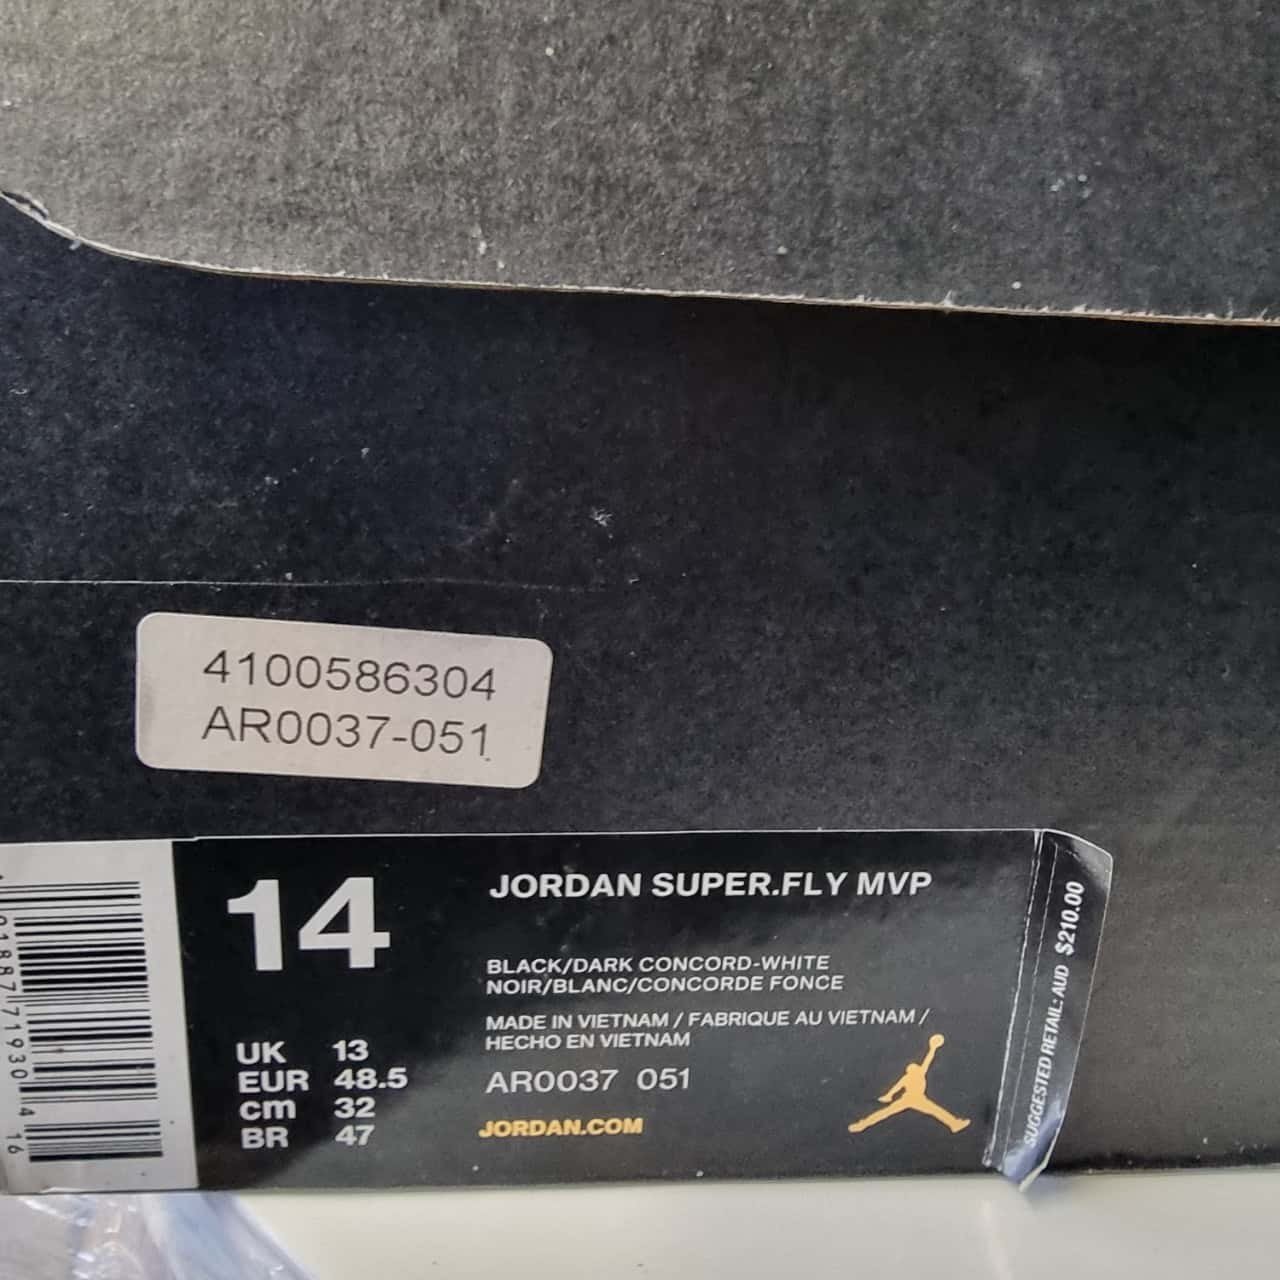 4100586304
AR0037-051
14
JORDAN SUPER.FLY MVP
BLACK/DARK CONCORD-WHITE
NOIR/BLANC/CONCORDE FONCE
MADE IN VIETNAM / FABRIQUE AU VIETNAM /
HECHO EN VIETNAM
UK 13
EUR 48.5
cm 32
BR 47
AR0037 051
JORDAN.COM
SUGGESTED RETAIL: AUD $210.00